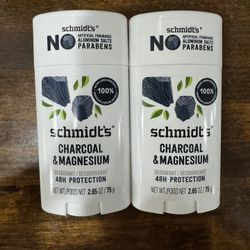 schmidt's
NO ARTIFICIAL FRAGRANCE
ALUMINUM SALTS
PARABENS
100%
schmidt's
CHARCOAL
& MAGNESIUM
DEODORANT / DÉODORISANT
48H PROTECTION
NET WT./POIDS NET 2.65 OZ / 75 g
schmidt's
NO ARTIFICIAL FRAGRANCE
ALUMINUM SALTS
PARABENS
100%
schmidt's
CHARCOAL
& MAGNESIUM
DEODORANT / DÉODORISANT
48H PROTECTION
NET WT./POIDS NET 2.65 OZ / 75 g